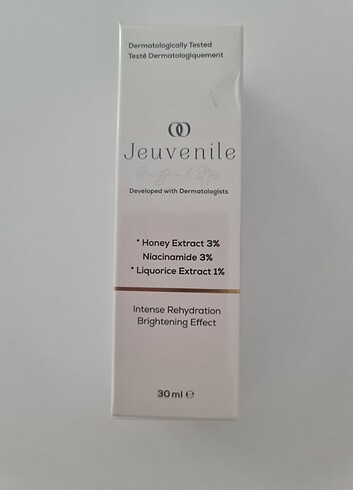 Dermatologically Tested
Testé Dermatologiquement
Jeuvenile
Developed with Dermatologists
* Honey Extract 3%
Niacinamide 3%
* Liquorice Extract 1%
Intense Rehydration
Brightening Effect
30 ml ℮